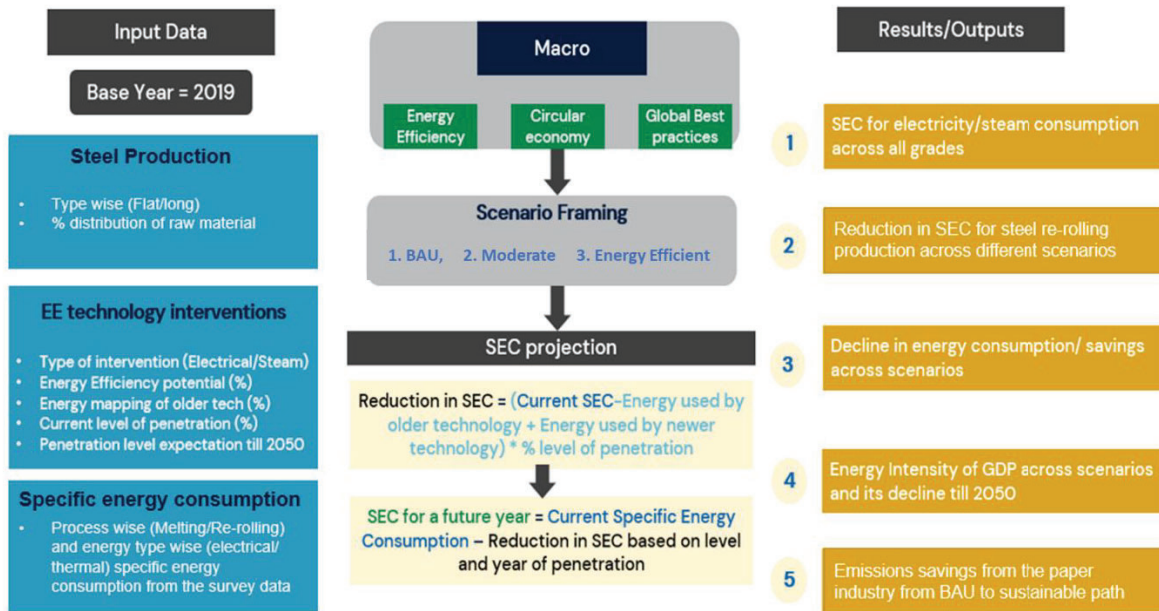 Input Data
Base Year = 2019
Steel Production
• Type wise (Flat/long)
• % distribution of raw material
EE technology interventions
• Type of intervention (Electrical/Steam)
• Energy Efficiency potential (%)
• Energy mapping of older tech (%)
• Current level of penetration (%)
• Penetration level expectation till 2050
Specific energy consumption
• Process wise (Melting/Re-rolling)
and energy type wise (electrical/
thermal) specific energy
consumption from the survey data
Macro
Energy
Efficiency
Circular
economy
Global Best
practices
Scenario Framing
1. BAU, 2. Moderate 3. Energy Efficient
SEC projection
Reduction in SEC = (Current SEC-Energy used by
older technology + Energy used by newer
technology) * % level of penetration
SEC for a future year = Current Specific Energy
Consumption – Reduction in SEC based on level
and year of penetration
Results/Outputs
1
SEC for electricity/steam consumption
across all grades
2
Reduction in SEC for steel re-rolling
production across different scenarios
3
Decline in energy consumption/ savings
across scenarios
4
Energy Intensity of GDP across scenarios
and its decline till 2050
5
Emissions savings from the paper
industry from BAU to sustainable path